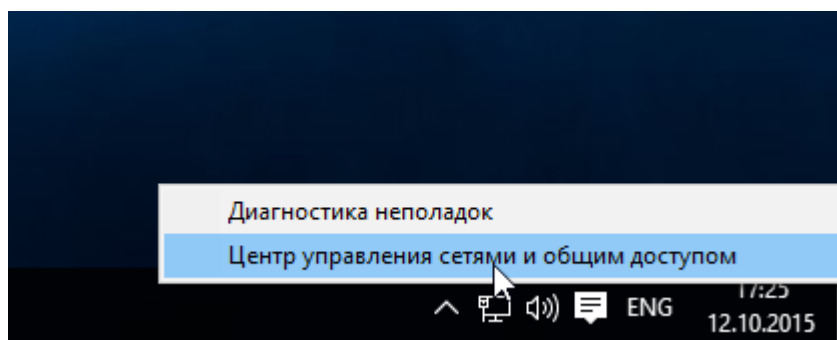 Диагностика неполадок
Центр управления сетями и общим доступом
ENG
17:25
12.10.2015